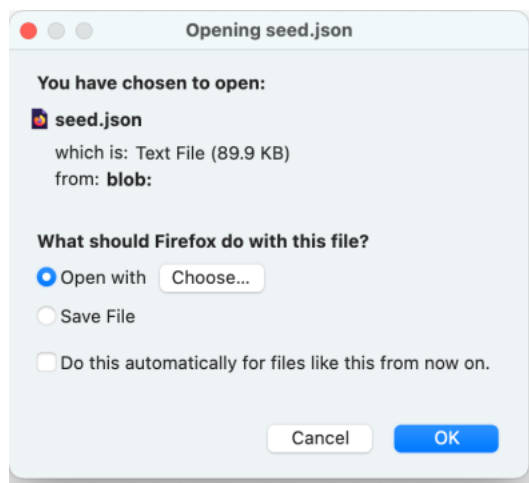 Opening seed.json
You have chosen to open:
seed.json
which is: Text File (89.9 KB)
from: blob:
What should Firefox do with this file?
Open with Choose...
Save File
Do this automatically for files like this from now on.
Cancel OK